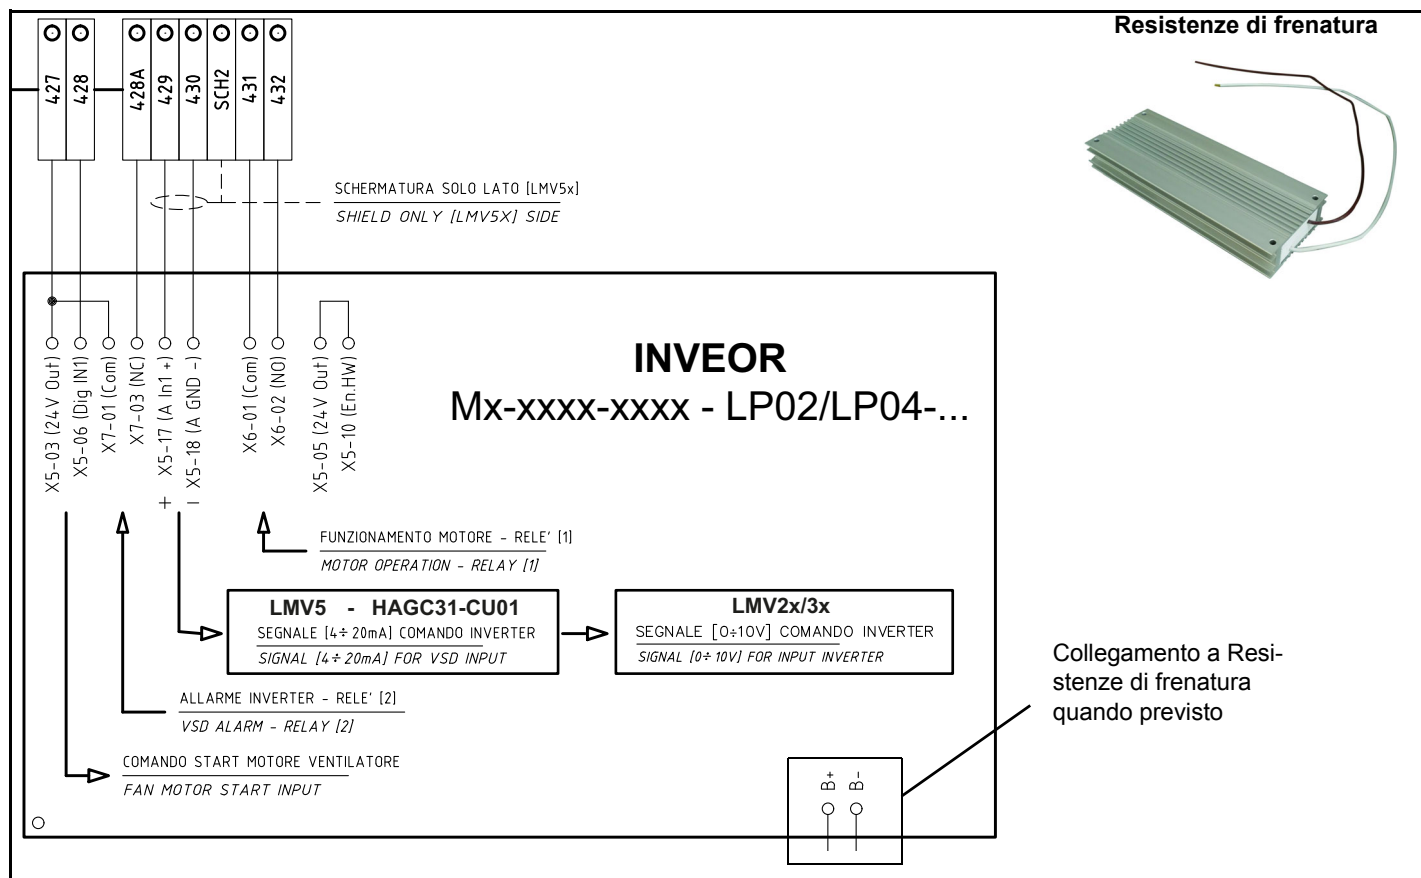 Resistenze di frenatura
427
428
428A
429
430
SCH2
431
432
SCHERMATURA SOLO LATO [LMV5x]
SHIELD ONLY [LMV5X] SIDE
X5-03 (24V Out)
X5-06 (Dig IN1)
X7-01 (Com)
X7-03 (NC)
+ X5-17 (A In1 +)
- X5-18 (A GND -)
X6-01 (Com)
X6-02 (NO)
X5-05 (24V Out)
X5-10 (En.HW)
INVEOR
Mx-xxxx-xxxx - LP02/LP04-...
FUNZIONAMENTO MOTORE - RELE' [1]
MOTOR OPERATION - RELAY [1]
LMV5 - HAGC31-CU01
SEGNALE [4÷20mA] COMANDO INVERTER
SIGNAL [4÷20mA] FOR VSD INPUT
LMV2x/3x
SEGNALE [0÷10V] COMANDO INVERTER
SIGNAL [0÷10V] FOR INPUT INVERTER
ALLARME INVERTER - RELE' [2]
VSD ALARM - RELAY [2]
COMANDO START MOTORE VENTILATORE
FAN MOTOR START INPUT
Collegamento a Resi-
stenze di frenatura
quando previsto
B+
B-